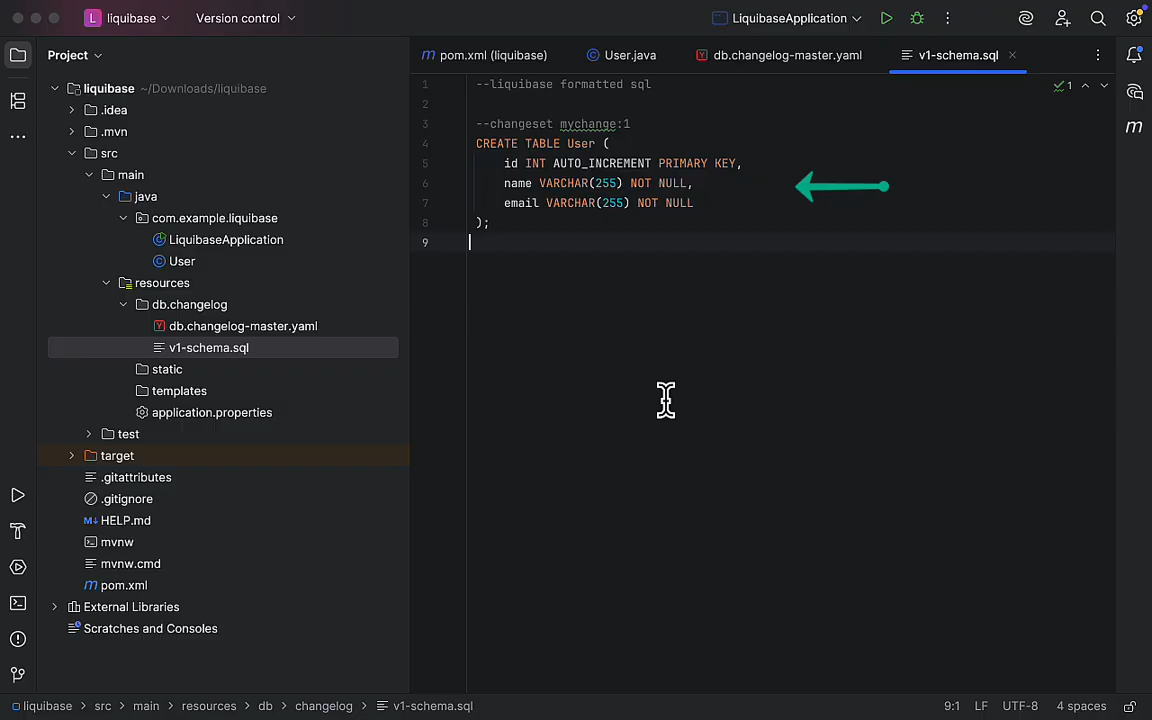 L liquibase Version control LiquibaseApplication
Project
m pom.xml (liquibase) User.java db.changelog-master.yaml v1-schema.sql
liquibase ~/Downloads/liquibase
.idea
.mvn
src
main
java
com.example.liquibase
LiquibaseApplication
User
resources
db.changelog
db.changelog-master.yaml
v1-schema.sql
static
templates
application.properties
test
target
.gitattributes
.gitignore
M↓ HELP.md
mvnw
mvnw.cmd
m pom.xml
External Libraries
Scratches and Consoles
1 --liquibase formatted sql
2
3 --changeset mychange:1
4 CREATE TABLE User (
5 id INT AUTO_INCREMENT PRIMARY KEY,
6 name VARCHAR(255) NOT NULL,
7 email VARCHAR(255) NOT NULL
8 );
9
1
m
liquibase > src > main > resources > db > changelog > v1-schema.sql 9:1 LF UTF-8 4 spaces